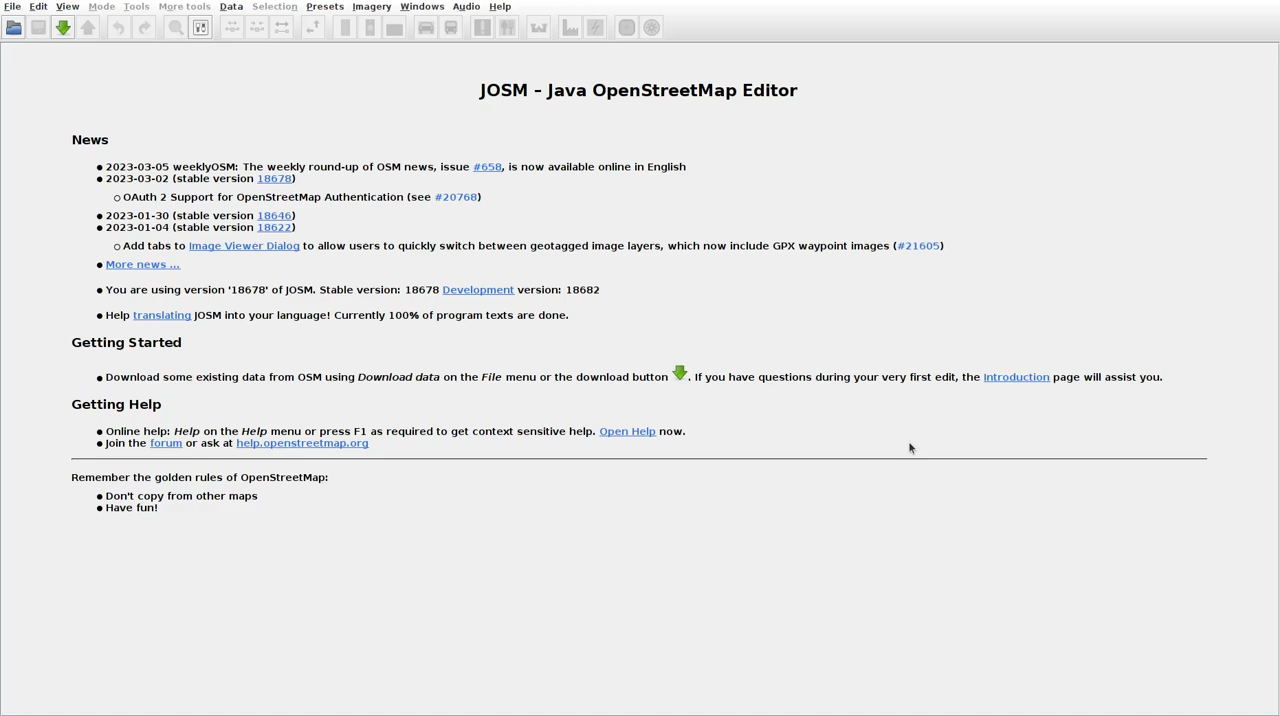 File Edit View Mode Tools More tools Data Selection Presets Imagery Windows Audio Help
JOSM – Java OpenStreetMap Editor
News
● 2023-03-05 weeklyOSM: The weekly round-up of OSM news, issue #658, is now available online in English
● 2023-03-02 (stable version 18678)
○ OAuth 2 Support for OpenStreetMap Authentication (see #20768)
● 2023-01-30 (stable version 18646)
● 2023-01-04 (stable version 18622)
○ Add tabs to Image Viewer Dialog to allow users to quickly switch between geotagged image layers, which now include GPX waypoint images (#21605)
● More news ...
● You are using version '18678' of JOSM. Stable version: 18678 Development version: 18682
● Help translating JOSM into your language! Currently 100% of program texts are done.
Getting Started
● Download some existing data from OSM using Download data on the File menu or the download button . If you have questions during your very first edit, the Introduction page will assist you.
Getting Help
● Online help: Help on the Help menu or press F1 as required to get context sensitive help. Open Help now.
● Join the forum or ask at help.openstreetmap.org
Remember the golden rules of OpenStreetMap:
● Don't copy from other maps
● Have fun!